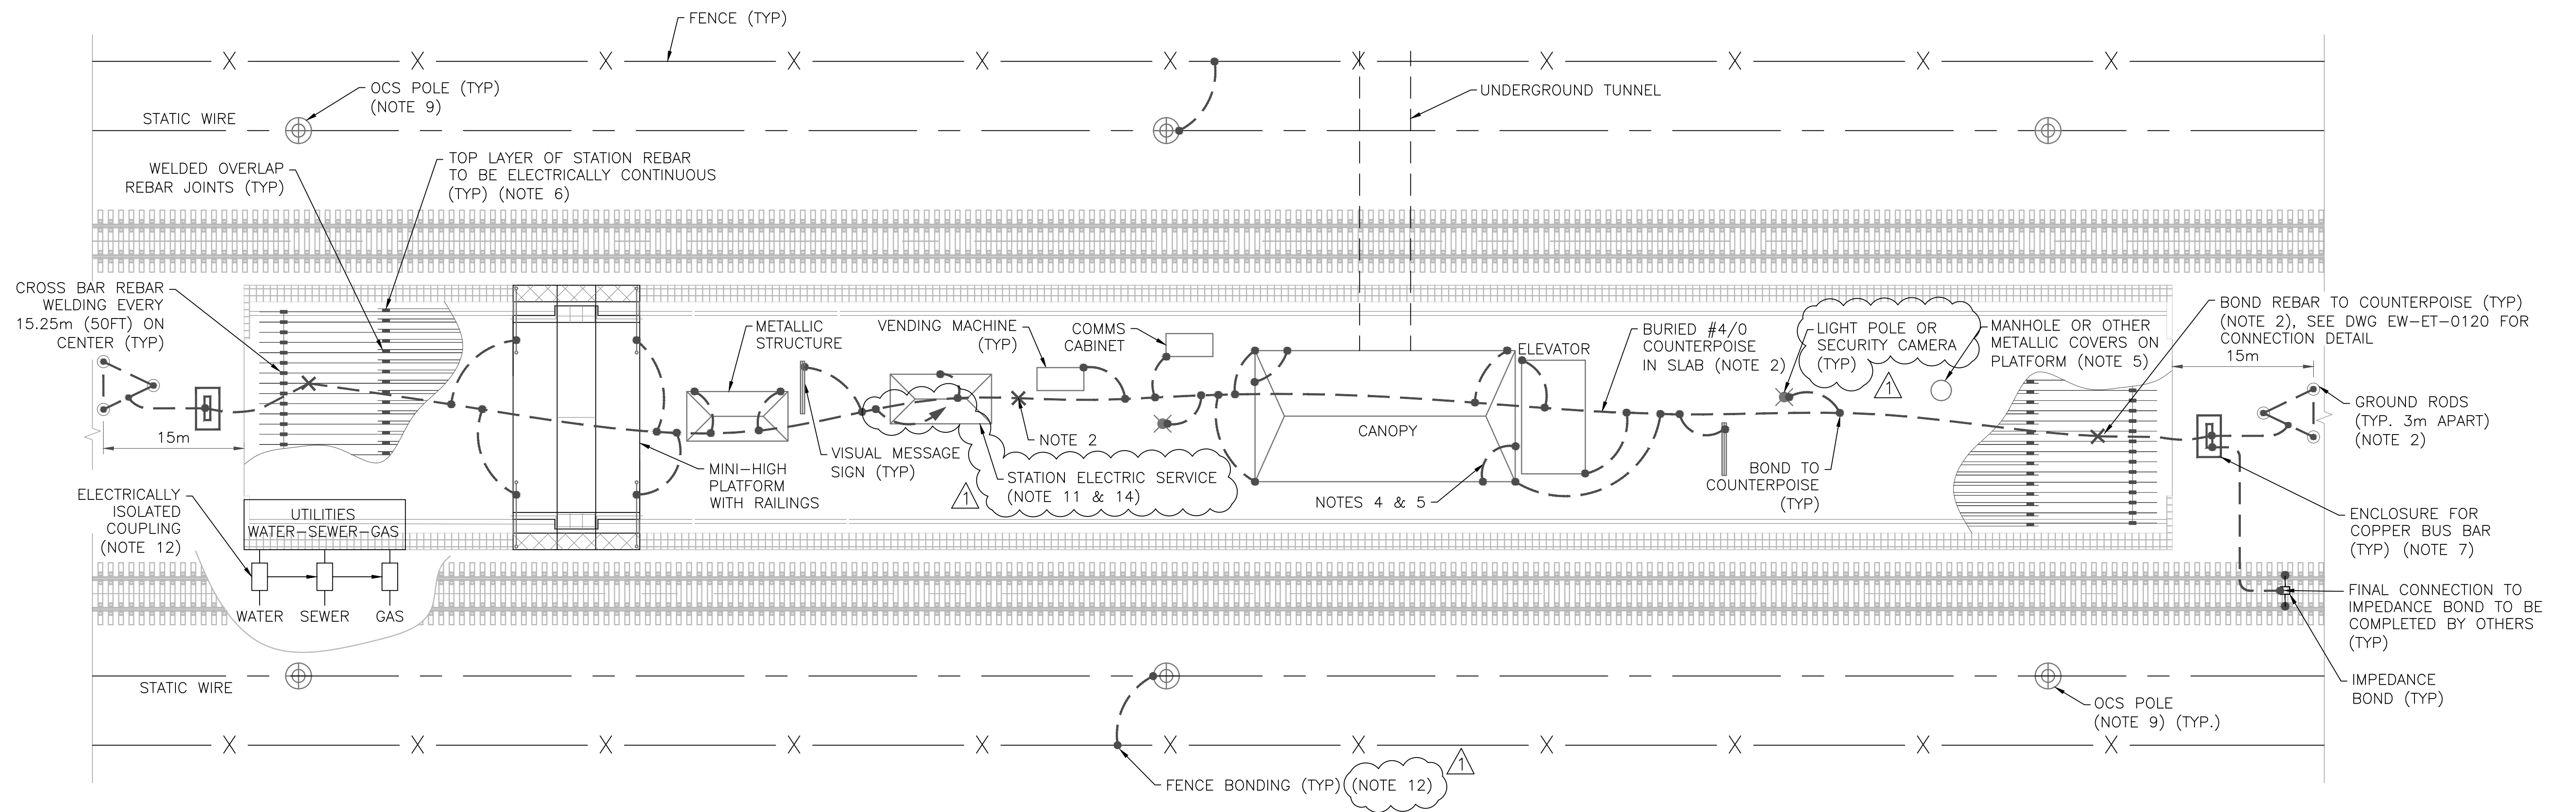 FENCE (TYP)
OCS POLE (TYP)
(NOTE 9)
STATIC WIRE
UNDERGROUND TUNNEL
WELDED OVERLAP
REBAR JOINTS (TYP)
TOP LAYER OF STATION REBAR
TO BE ELECTRICALLY CONTINUOUS
(TYP) (NOTE 6)
CROSS BAR REBAR
WELDING EVERY
15.25m (50FT) ON
CENTER (TYP)
15m
METALLIC
STRUCTURE
VENDING MACHINE
(TYP)
COMMS
CABINET
ELEVATOR
BURIED #4/0
COUNTERPOISE
IN SLAB (NOTE 2)
LIGHT POLE OR
SECURITY CAMERA
(TYP)
1
MANHOLE OR OTHER
METALLIC COVERS ON
PLATFORM (NOTE 5)
BOND REBAR TO COUNTERPOISE (TYP)
(NOTE 2), SEE DWG EW-ET-0120 FOR
CONNECTION DETAIL
15m
GROUND RODS
(TYP. 3m APART)
(NOTE 2)
CANOPY
NOTE 2
VISUAL MESSAGE
SIGN (TYP)
MINI-HIGH
PLATFORM
WITH RAILINGS
STATION ELECTRIC SERVICE
(NOTE 11 & 14)
1
NOTES 4 & 5
BOND TO
COUNTERPOISE
(TYP)
ELECTRICALLY
ISOLATED
COUPLING
(NOTE 12)
UTILITIES
WATER-SEWER-GAS
WATER
SEWER
GAS
ENCLOSURE FOR
COPPER BUS BAR
(TYP) (NOTE 7)
FINAL CONNECTION TO
IMPEDANCE BOND TO BE
COMPLETED BY OTHERS
(TYP)
IMPEDANCE
BOND (TYP)
STATIC WIRE
OCS POLE
(NOTE 9) (TYP.)
FENCE BONDING (TYP) (NOTE 12)
1